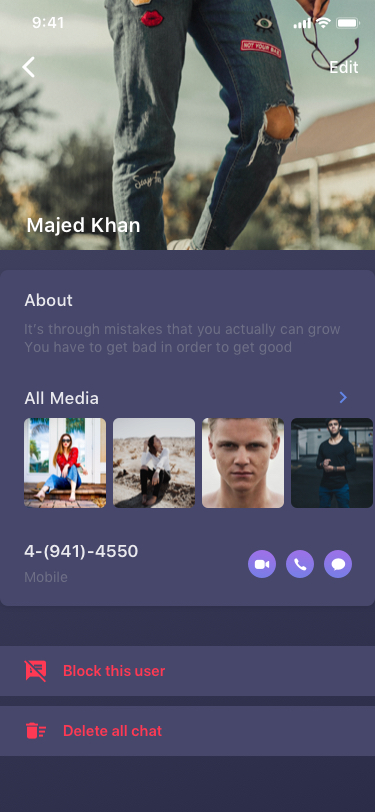 9:41
NOT YOUR BAE
Edit
Majed Khan
About
It's through mistakes that you actually can grow
You have to get bad in order to get good
All Media
4-(941)-4550
Mobile
Block this user
Delete all chat